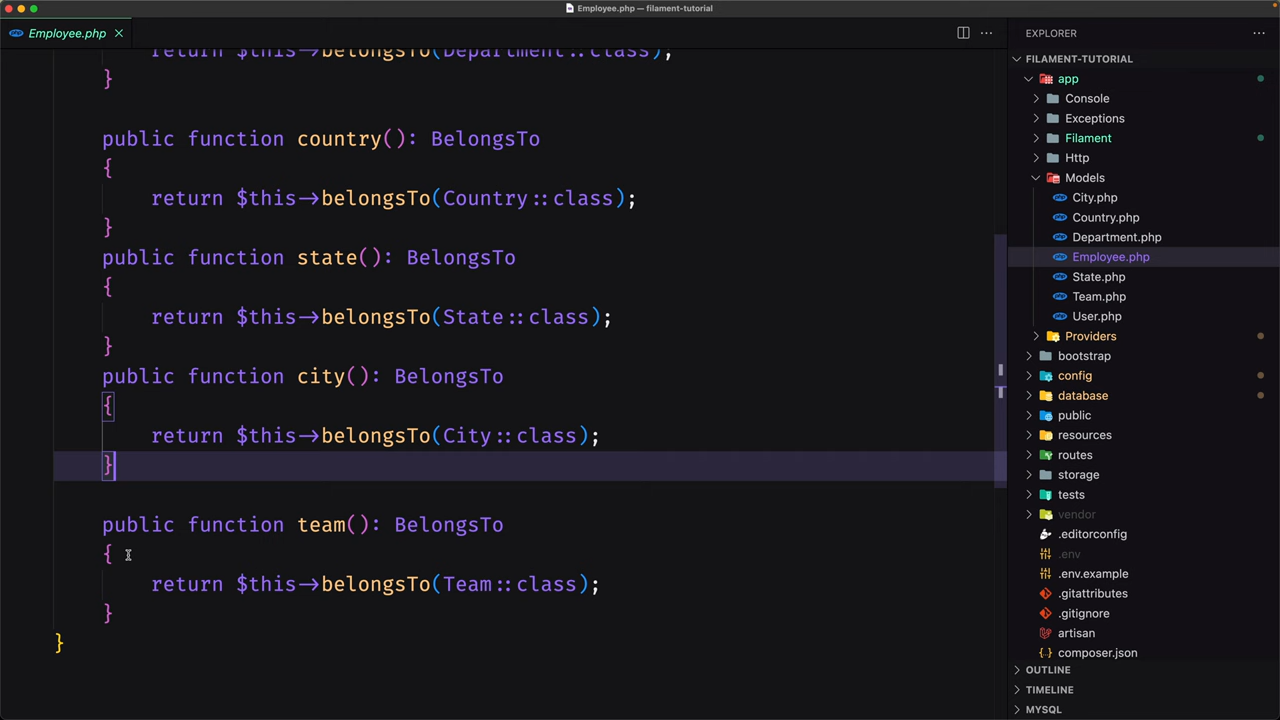 Employee.php — filament-tutorial
Employee.php
return $this->belongsTo(Department::class);
}
public function country(): BelongsTo
{
return $this->belongsTo(Country::class);
}
public function state(): BelongsTo
{
return $this->belongsTo(State::class);
}
public function city(): BelongsTo
{
return $this->belongsTo(City::class);
}
public function team(): BelongsTo
{
return $this->belongsTo(Team::class);
}
}
EXPLORER
FILAMENT-TUTORIAL
app
Console
Exceptions
Filament
Http
Models
City.php
Country.php
Department.php
Employee.php
State.php
Team.php
User.php
Providers
bootstrap
config
database
public
resources
routes
storage
tests
vendor
.editorconfig
.env
.env.example
.gitattributes
.gitignore
artisan
composer.json
OUTLINE
TIMELINE
MYSQL